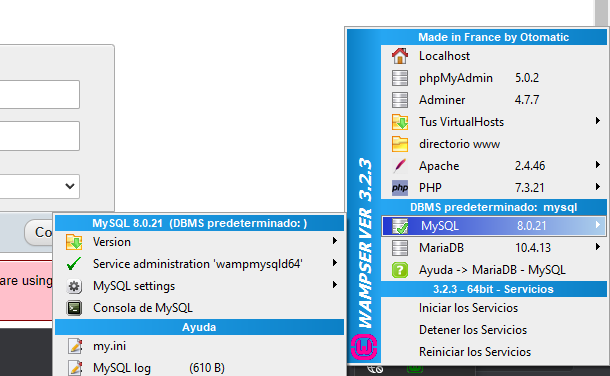 Made in France by Otomatic
Localhost
phpMyAdmin 5.0.2
Adminer 4.7.7
Tus VirtualHosts
directorio www
Apache 2.4.46
php PHP 7.3.21
DBMS predeterminado: mysql
MySQL 8.0.21
MariaDB 10.4.13
Ayuda -> MariaDB - MySQL
3.2.3 - 64bit - Servicios
Iniciar los Servicios
Detener los Servicios
Reiniciar los Servicios
WAMPSERVER 3.2.3
Co
are using
MySQL 8.0.21 (DBMS predeterminado: )
Version
Service administration 'wampmysqld64'
MySQL settings
Consola de MySQL
Ayuda
my.ini
MySQL log (610 B)